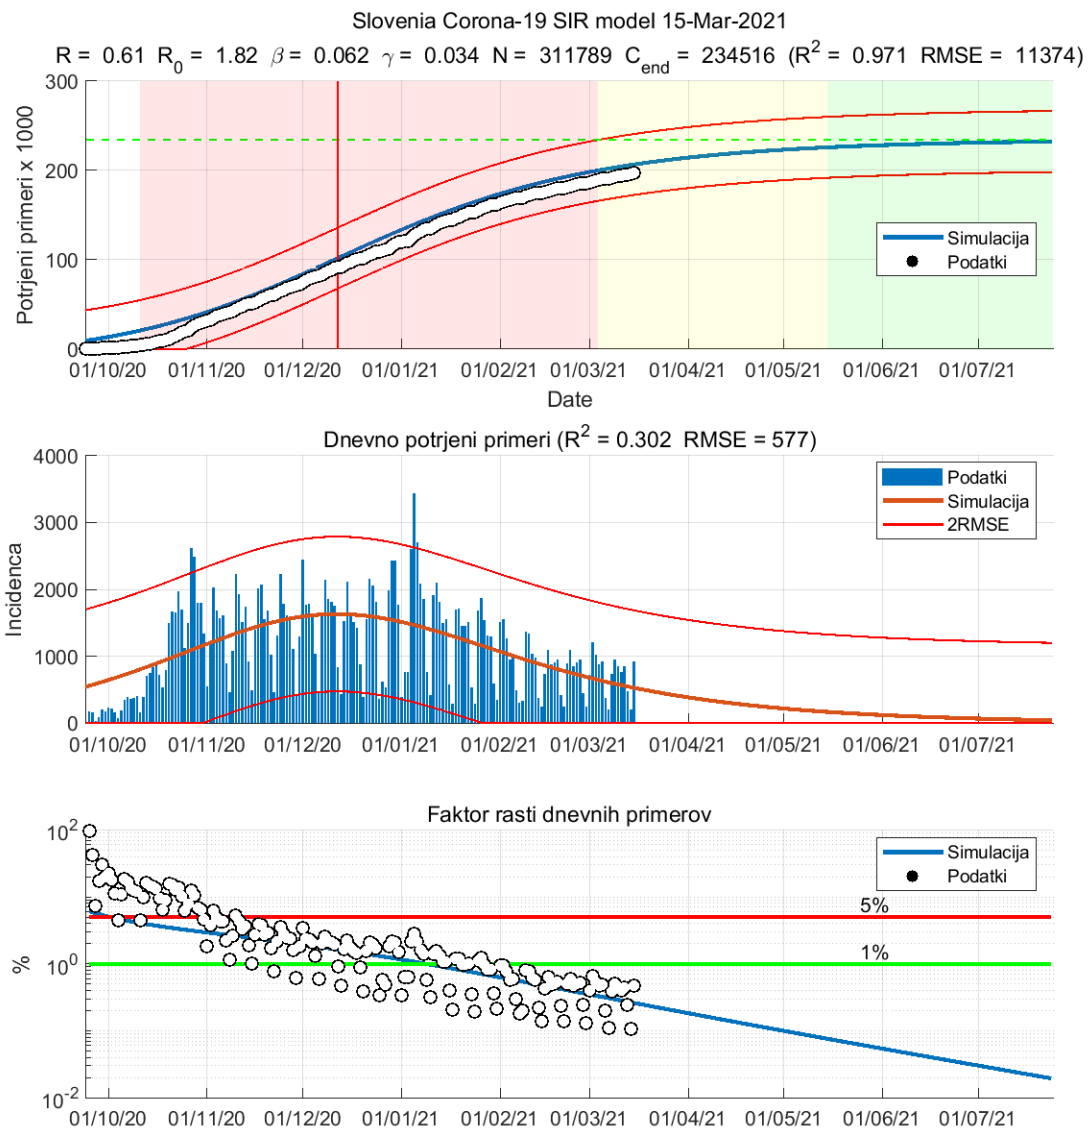 Slovenia Corona-19 SIR model 15-Mar-2021
R = 0.61 R0 = 1.82 β = 0.062 γ = 0.034 N = 311789 Cend = 234516 (R2 = 0.971 RMSE = 11374)
Potrjeni primeri x 1000
300
200
100
0
Simulacija
Podatki
01/10/20 01/11/20 01/12/20 01/01/21 01/02/21 01/03/21 01/04/21 01/05/21 01/06/21 01/07/21
Date
Dnevno potrjeni primeri (R2 = 0.302 RMSE = 577)
Incidenca
4000
3000
2000
1000
0
Podatki
Simulacija
2RMSE
01/10/20 01/11/20 01/12/20 01/01/21 01/02/21 01/03/21 01/04/21 01/05/21 01/06/21 01/07/21
Faktor rasti dnevnih primerov
%
10^2
10^0
10^-2
Simulacija
Podatki
5%
1%
01/10/20 01/11/20 01/12/20 01/01/21 01/02/21 01/03/21 01/04/21 01/05/21 01/06/21 01/07/21